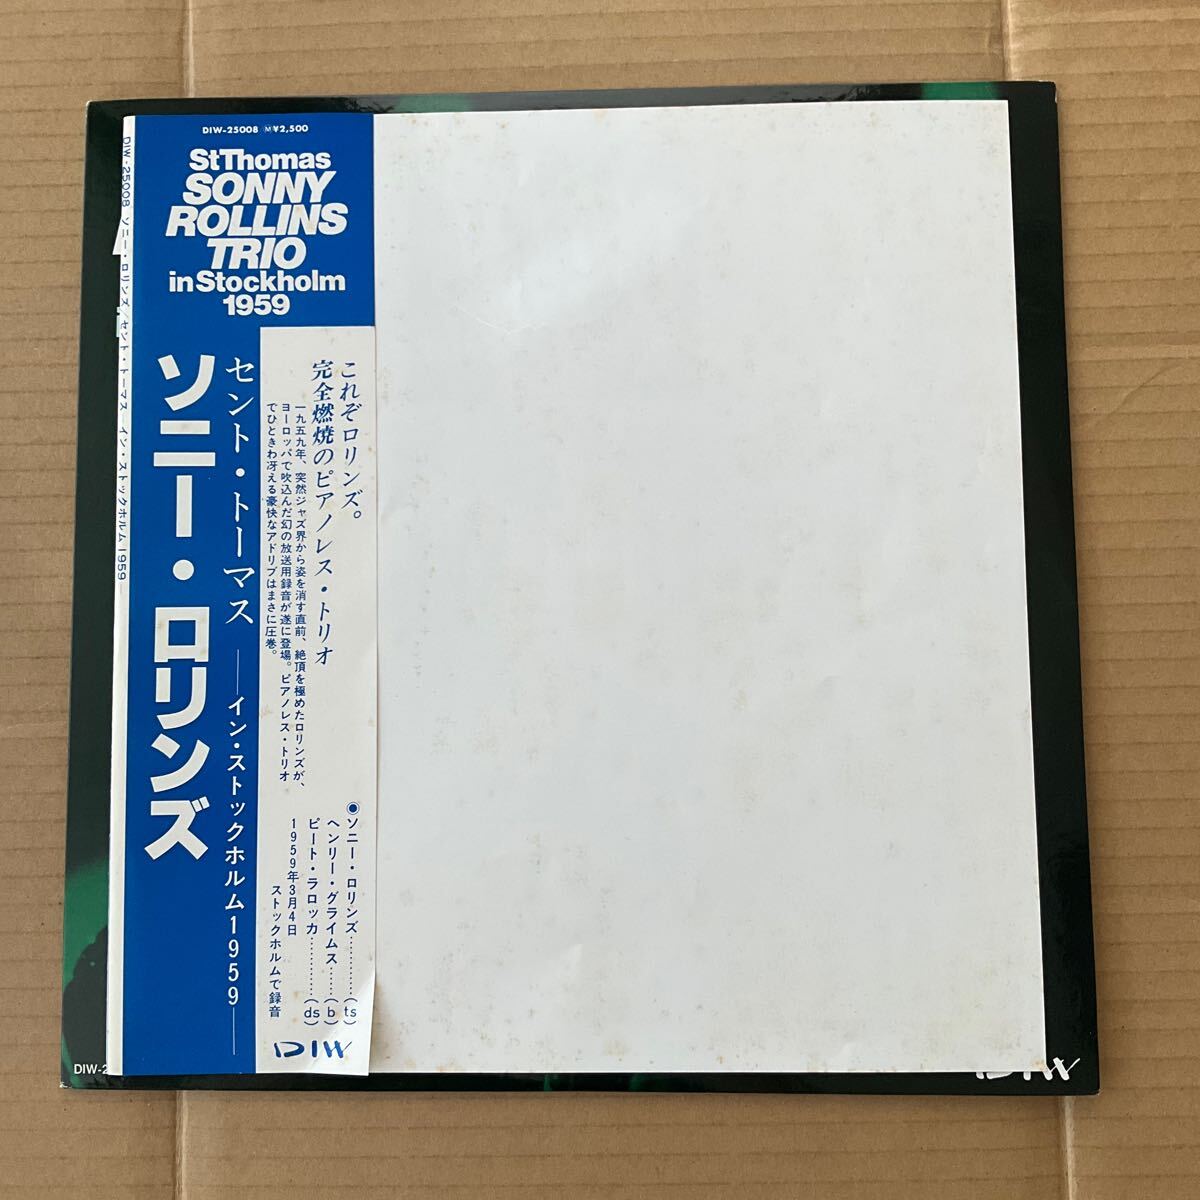 DIW-25008 Ⓜ¥2,500
St Thomas
SONNY
ROLLINS
TRIO
in Stockholm
1959
DIW-25008 ソニー・ロリンズ/セント・トーマス—イン・ストックホルム1959—
ソニー・ロリンズ
セント・トーマス —イン・ストックホルム1959—
これぞロリンズ。
完全燃焼のピアノレス・トリオ
一九五九年、突然ジャズ界から姿を消す直前、絶頂を極めたロリンズが、
ヨーロッパで吹込んだ幻の放送用録音が遂に登場。ピアノレス・トリオ
でひときわ冴える豪快なアドリブはまさに圧巻。
◉ソニー・ロリンズ…………(ts)
ヘンリー・グライムス……(b)
ピート・ラロッカ…………(ds)
1959年3月4日
ストックホルムで録音
DIW
DIW-2
DIW